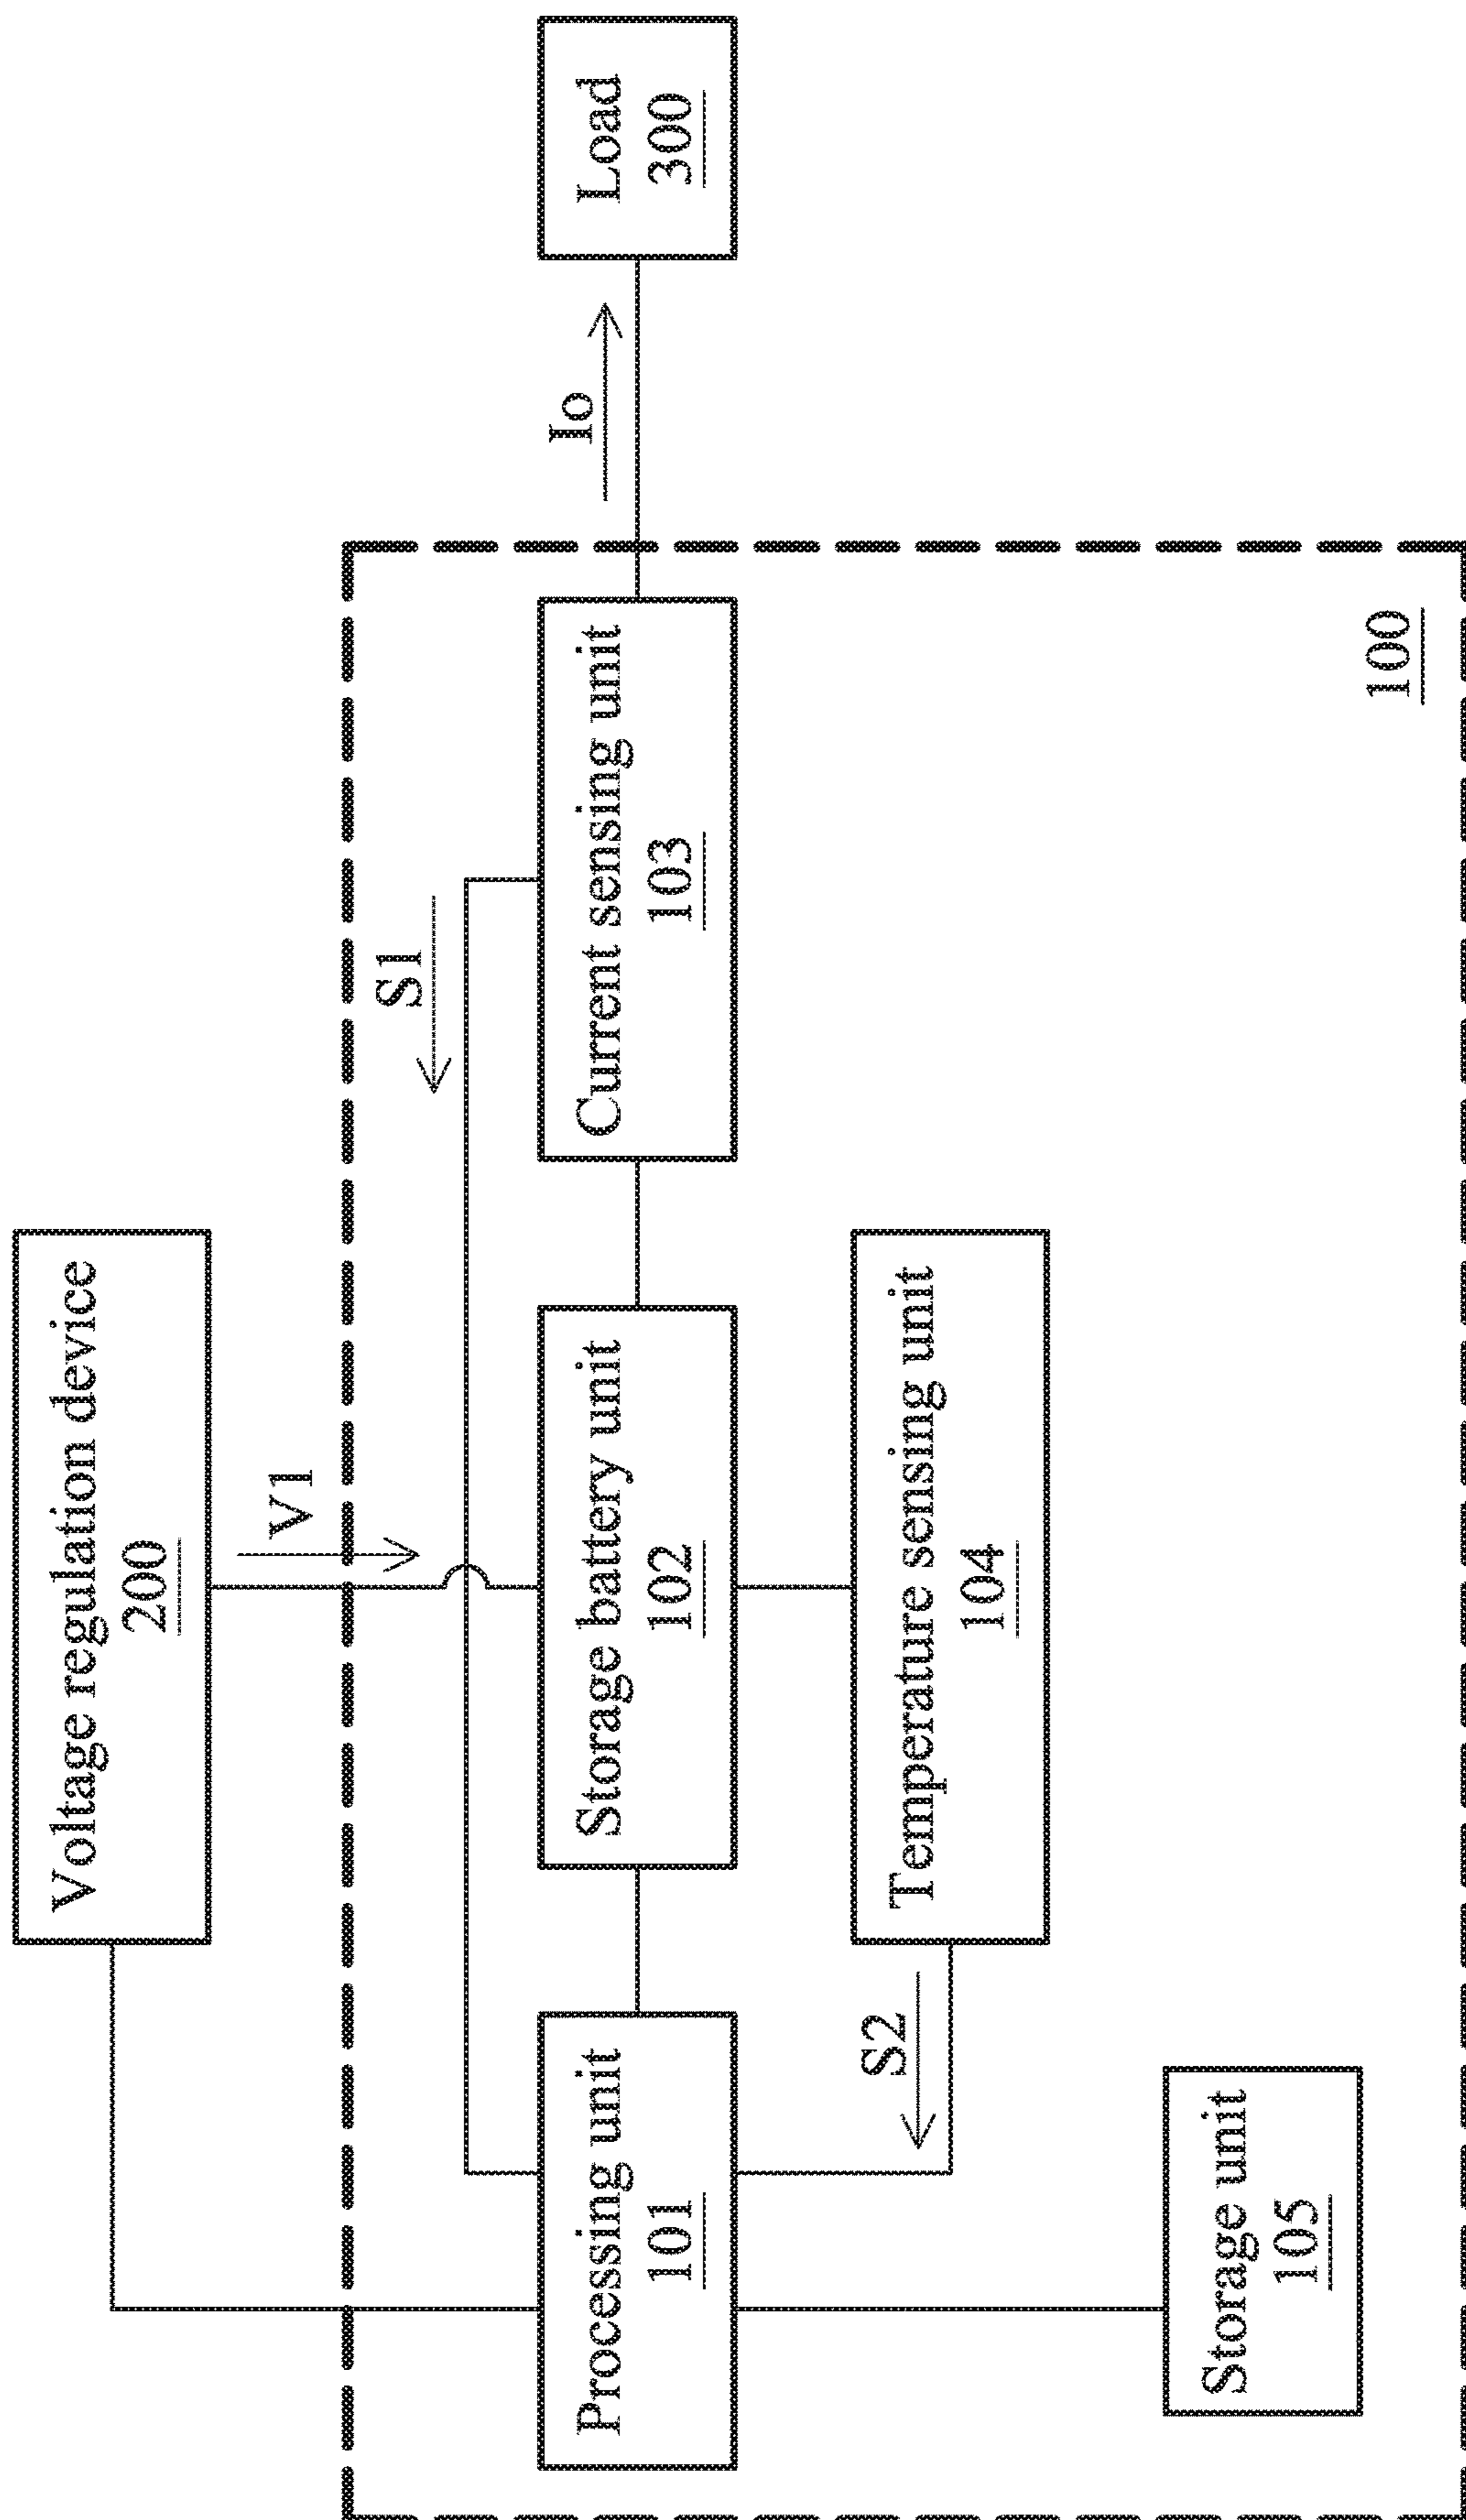 Voltage regulation device
200
V1
S1
Io
Processing unit
101
Storage battery unit
102
Current sensing unit
103
Load
300
S2
Temperature sensing unit
104
Storage unit
105
100